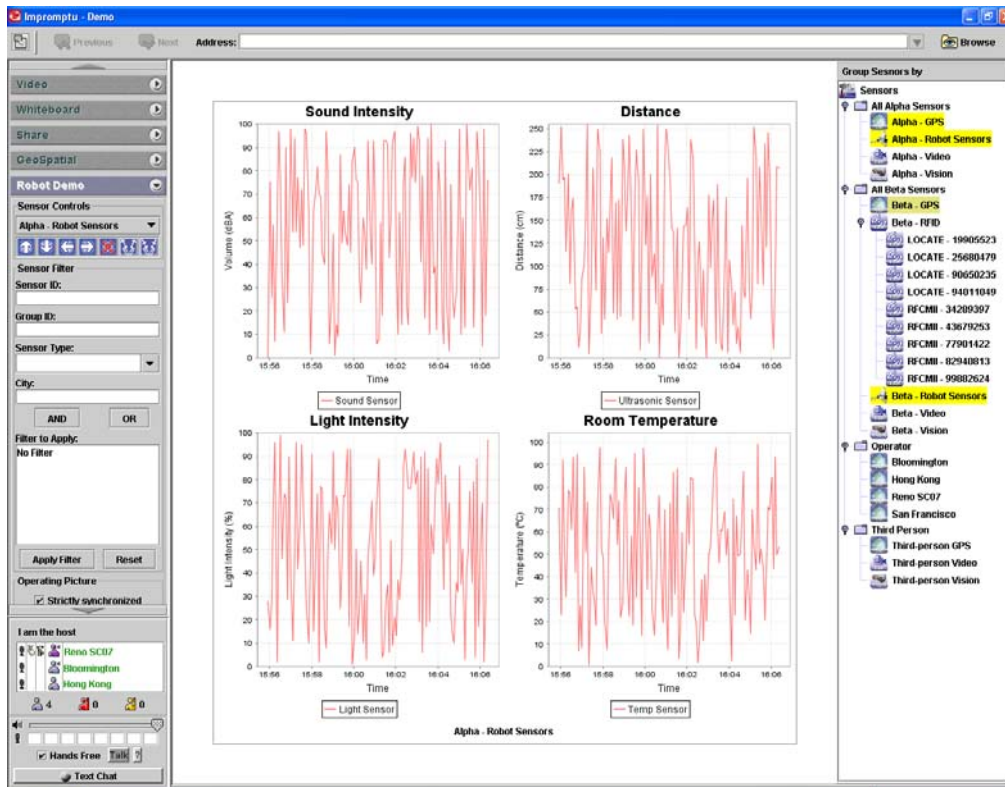 Impromptu - Demo
Previous
Next
Address:
Browse
Video
Whiteboard
Share
GeoSpatial
Robot Demo
Sensor Controls
Alpha - Robot Sensors
Sensor Filter
Sensor ID:
Group ID:
Sensor Type:
City:
AND
OR
Filter to Apply:
No Filter
Apply Filter
Reset
Operating Picture
Strictly synchronized
I am the host
Reno SC07
Bloomington
Hong Kong
4
0
0
Hands Free
Talk
?
Text Chat
Sound Intensity
100
90
80
70
60
50
40
30
20
10
0
Volume (dBA)
15:56
15:58
16:00
16:02
16:04
16:06
Time
Sound Sensor
Distance
250
225
200
175
150
125
100
75
50
25
0
Distance (cm)
15:56
15:58
16:00
16:02
16:04
16:06
Time
Ultrasonic Sensor
Light Intensity
100
90
80
70
60
50
40
30
20
10
0
Light Intensity (%)
15:56
15:58
16:00
16:02
16:04
16:06
Time
Light Sensor
Room Temperature
100
90
80
70
60
50
40
30
20
10
0
Temperature (°C)
15:56
15:58
16:00
16:02
16:04
16:06
Time
Temp Sensor
Alpha - Robot Sensors
Group Sesnors by
Sensors
All Alpha Sensors
Alpha - GPS
Alpha - Robot Sensors
Alpha - Video
Alpha - Vision
All Beta Sensors
Beta - GPS
Beta - RFID
LOCATE - 19905523
LOCATE - 25680479
LOCATE - 90650235
LOCATE - 94011049
RFCMII - 34289397
RFCMII - 43679253
RFCMII - 77901422
RFCMII - 82940813
RFCMII - 99882624
Beta - Robot Sensors
Beta - Video
Beta - Vision
Operator
Bloomington
Hong Kong
Reno SC07
San Francisco
Third Person
Third-person GPS
Third-person Video
Third-person Vision